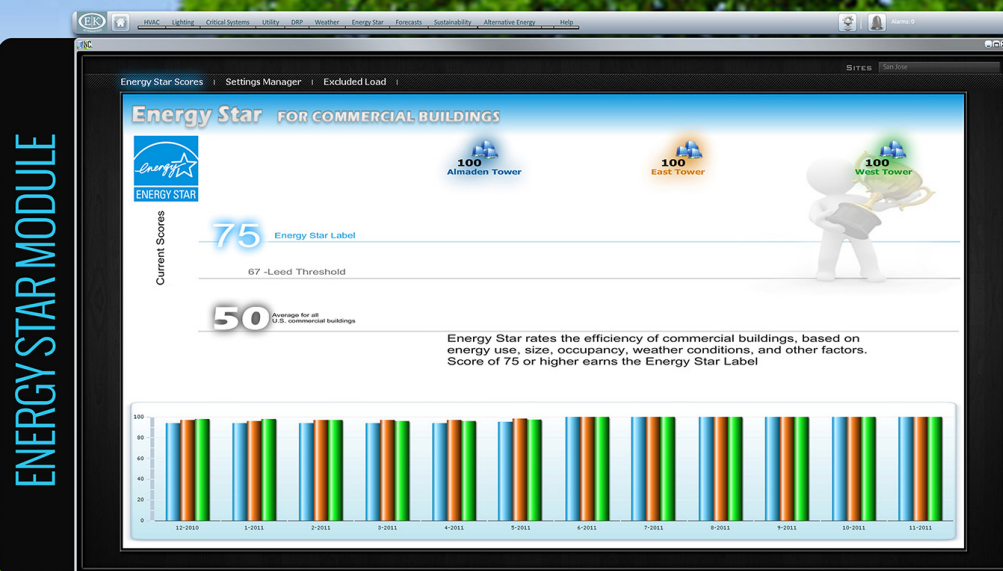 EK HVAC Lighting Critical Systems Utility DRP Weather Energy Star Forecasts Sustainability Alternative Energy Help Alarms: 0
NC
SITES San Jose
Energy Star Scores | Settings Manager | Excluded Load |
Energy Star FOR COMMERCIAL BUILDINGS
energy
ENERGY STAR
100
Almaden Tower
100
East Tower
100
West Tower
Current Scores
75 Energy Star Label
67 -Leed Threshold
50 Average for all
U.S. commercial buildings
Energy Star rates the efficiency of commercial buildings, based on
energy use, size, occupancy, weather conditions, and other factors.
Score of 75 or higher earns the Energy Star Label
100
80
60
40
20
0
12-2010 1-2011 2-2011 3-2011 4-2011 5-2011 6-2011 7-2011 8-2011 9-2011 10-2011 11-2011
ENERGY STAR MODULE